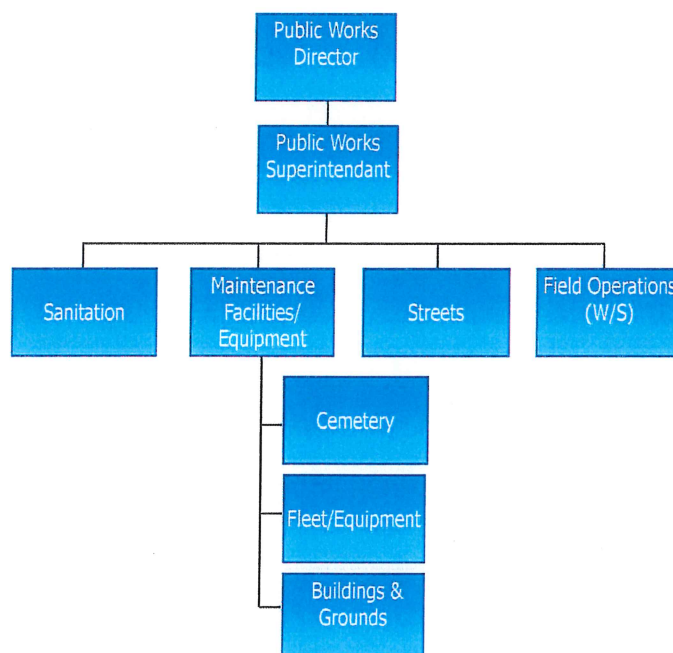 Public Works
Director
Public Works
Superintendant
Sanitation
Maintenance
Facilities/
Equipment
Streets
Field Operations
(W/S)
Cemetery
Fleet/Equipment
Buildings &
Grounds